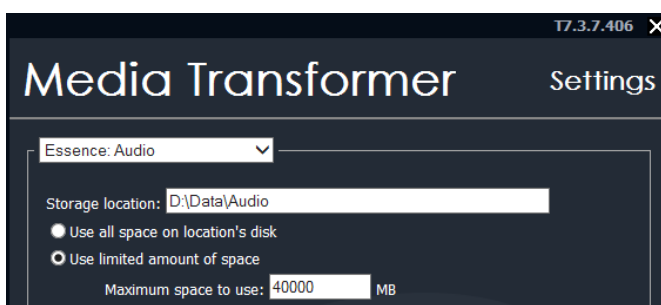 T7.3.7.406
Media Transformer Settings
Essence: Audio
Storage location: D:\Data\Audio
Use all space on location's disk
Use limited amount of space
Maximum space to use: 40000 MB